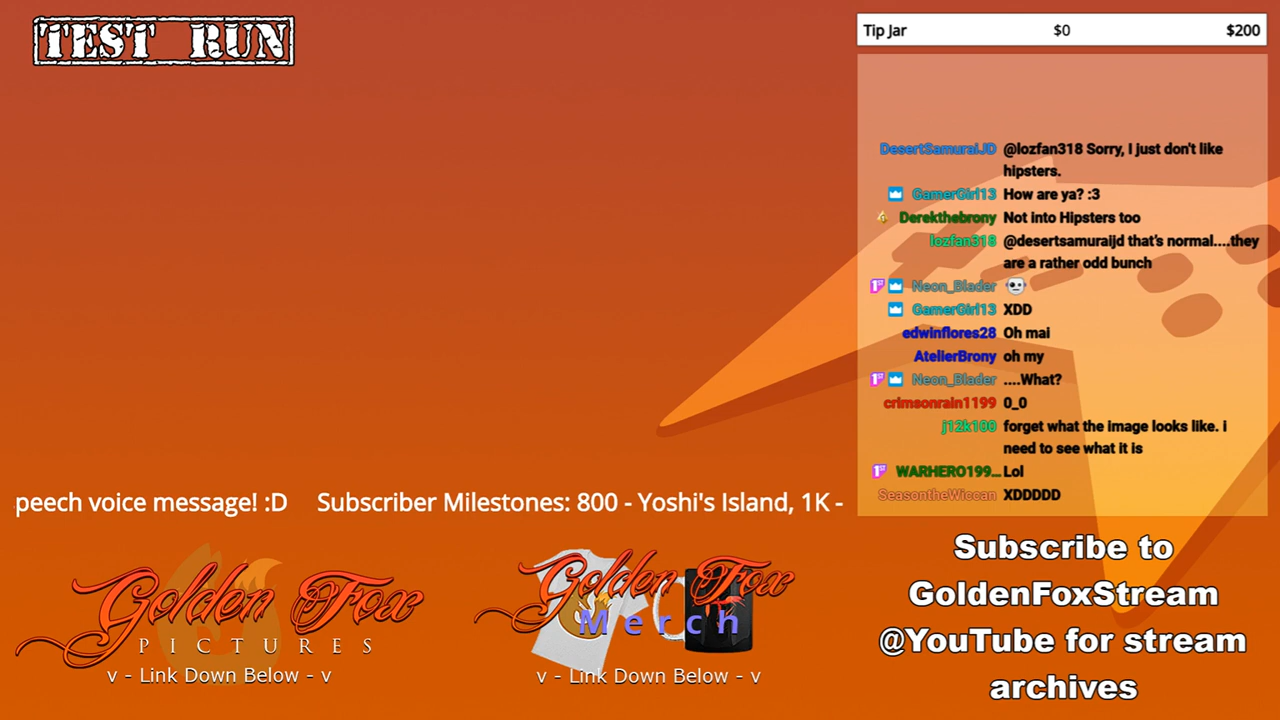 TEST RUN
Tip Jar $0 $200
DesertSamuraiJD @lozfan318 Sorry, I just don't like
hipsters.
GamerGirl13 How are ya? :3
Derekthebrony Not into Hipsters too
lozfan318 @desertsamuraijd that's normal....they
are a rather odd bunch
Neon_Blader
GamerGirl13 XDD
edwinflores28 Oh mai
AtelierBrony oh my
Neon_Blader ....What?
crimsonrain1199 0_0
j12k100 forget what the image looks like. i
need to see what it is
WARHERO199... Lol
SeasontheWiccan XDDDDD
peech voice message! :D Subscriber Milestones: 800 - Yoshi's Island, 1K -
Golden Fox
PICTURES
v - Link Down Below - v
Golden Fox
Merch
v - Link Down Below - v
Subscribe to
GoldenFoxStream
@YouTube for stream
archives